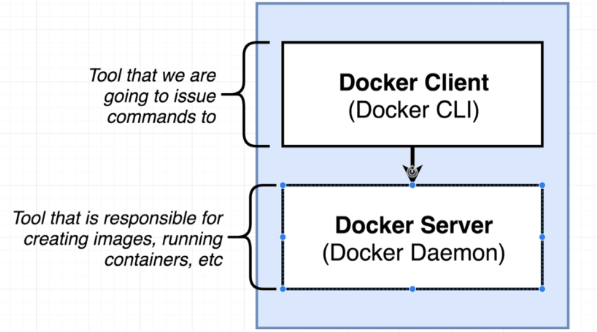 Tool that we are
going to issue
commands to
Docker Client
(Docker CLI)
Tool that is responsible for
creating images, running
containers, etc
Docker Server
(Docker Daemon)